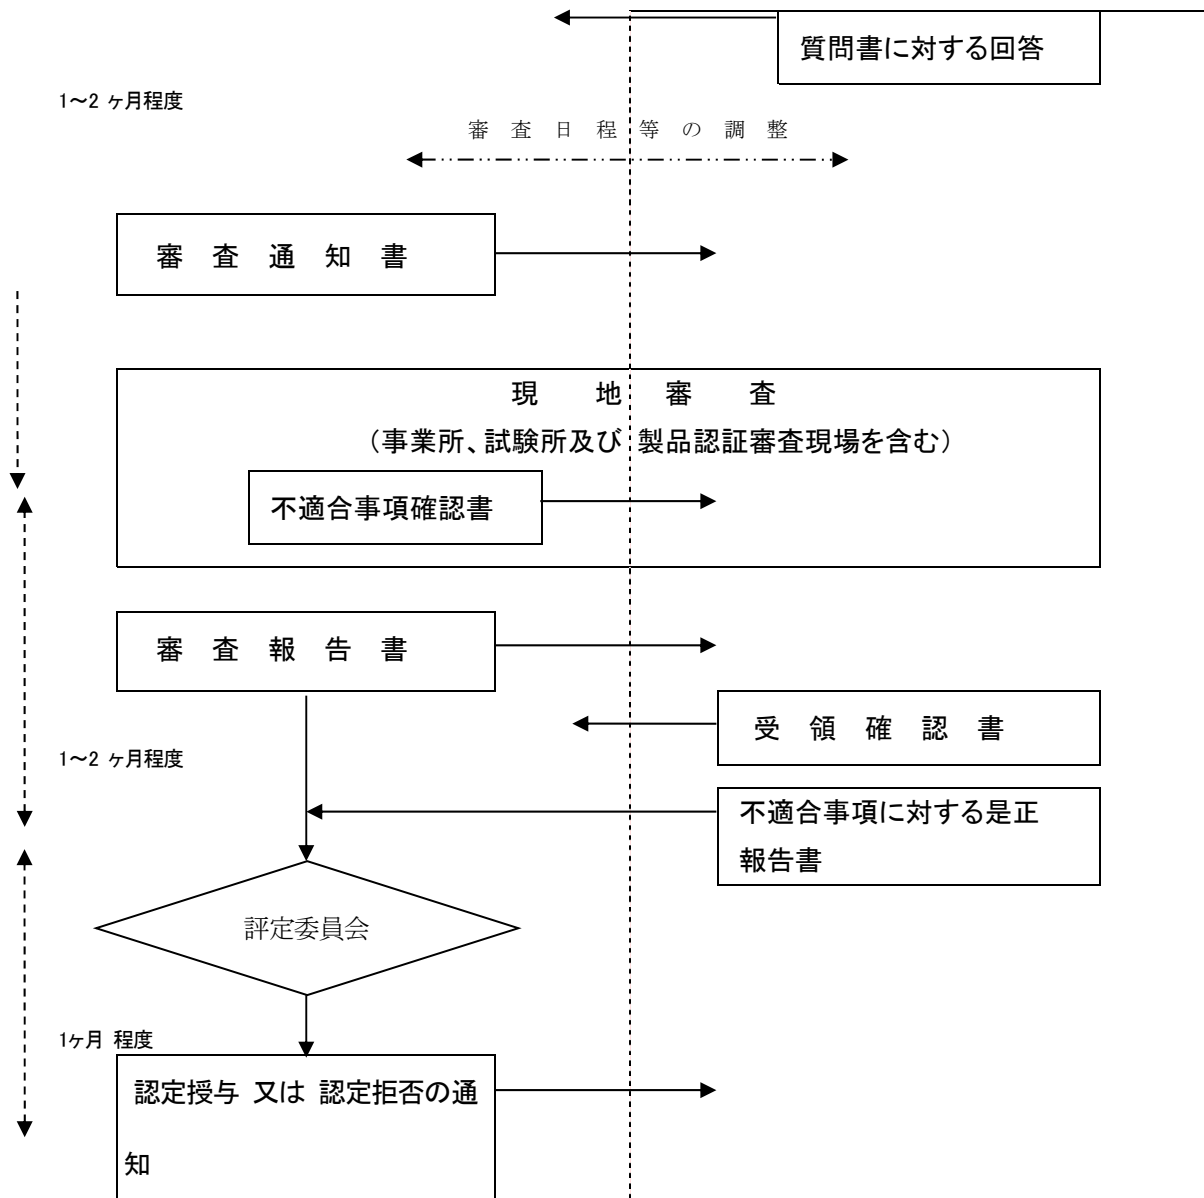 質問書に対する回答
1～2 ヶ月程度
審 査 日 程 等 の 調 整
審 査 通 知 書
現 地 審 査
（事業所、試験所及び 製品認証審査現場を含む）
不適合事項確認書
審 査 報 告 書
受 領 確 認 書
1～2 ヶ月程度
不適合事項に対する是正
報告書
評定委員会
1ヶ月 程度
認定授与 又は 認定拒否の通
知